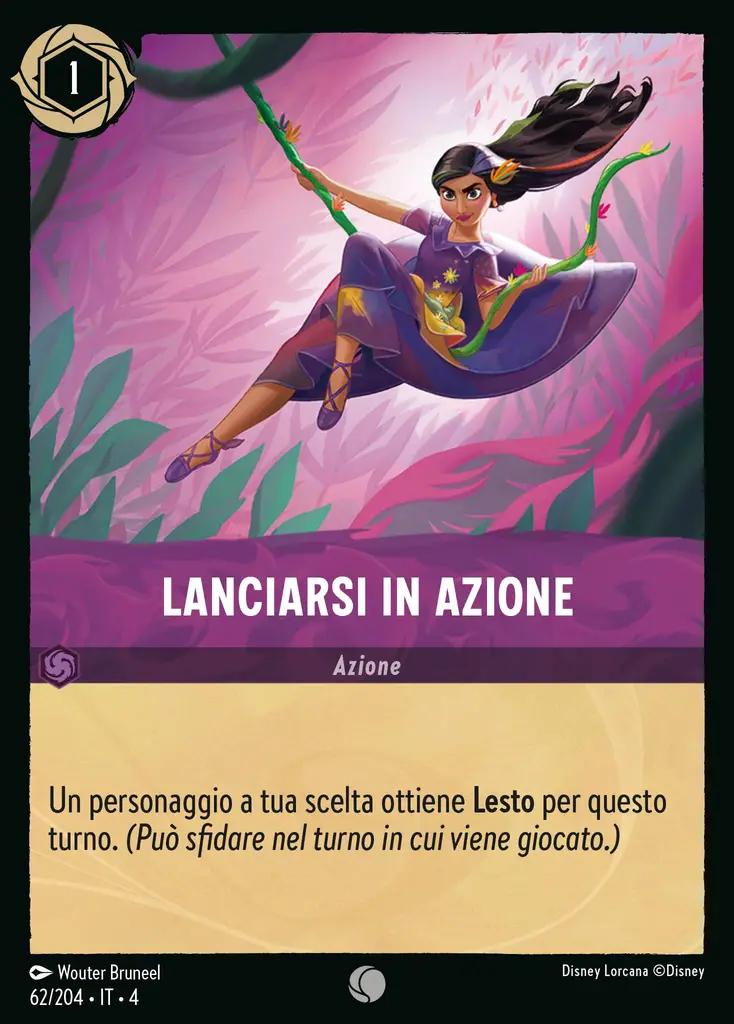 1
LANCIARSI IN AZIONE
Azione
Un personaggio a tua scelta ottiene Lesto per questo
turno. (Può sfidare nel turno in cui viene giocato.)
Wouter Bruneel
Disney Lorcana ©Disney
62/204 • IT • 4